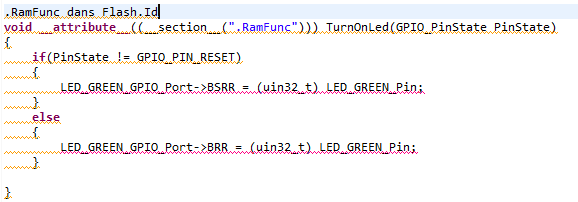 .RamFunc dans Flash.Id
void __attribute__((__section__(".RamFunc"))) TurnOnLed(GPIO_PinState PinState)
{
if(PinState != GPIO_PIN_RESET)
{
LED_GREEN_GPIO_Port->BSRR = (uin32_t) LED_GREEN_Pin;
}
else
{
LED_GREEN_GPIO_Port->BRR = (uin32_t) LED_GREEN_Pin;
}
}